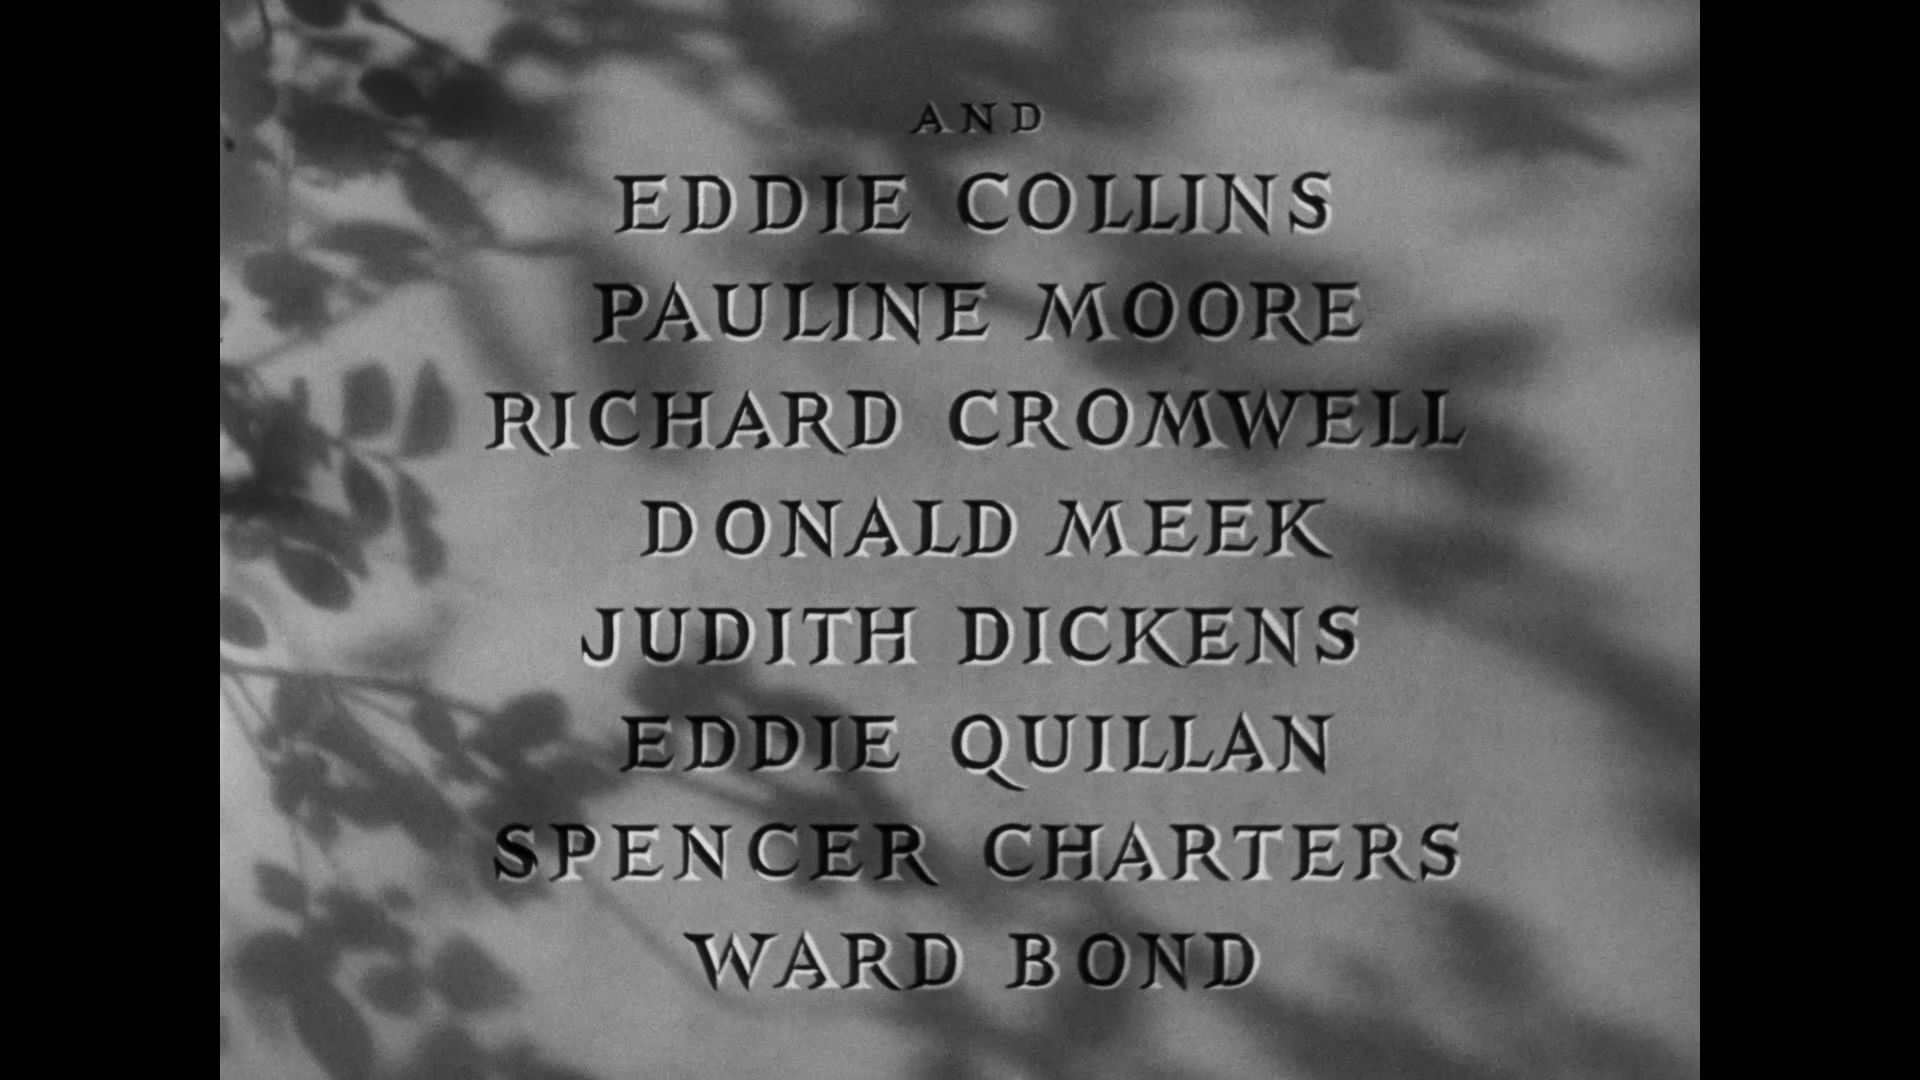 AND
EDDIE COLLINS
PAULINE MOORE
RICHARD CROMWELL
DONALD MEEK
JUDITH DICKENS
EDDIE QUILLAN
SPENCER CHARTERS
WARD BOND